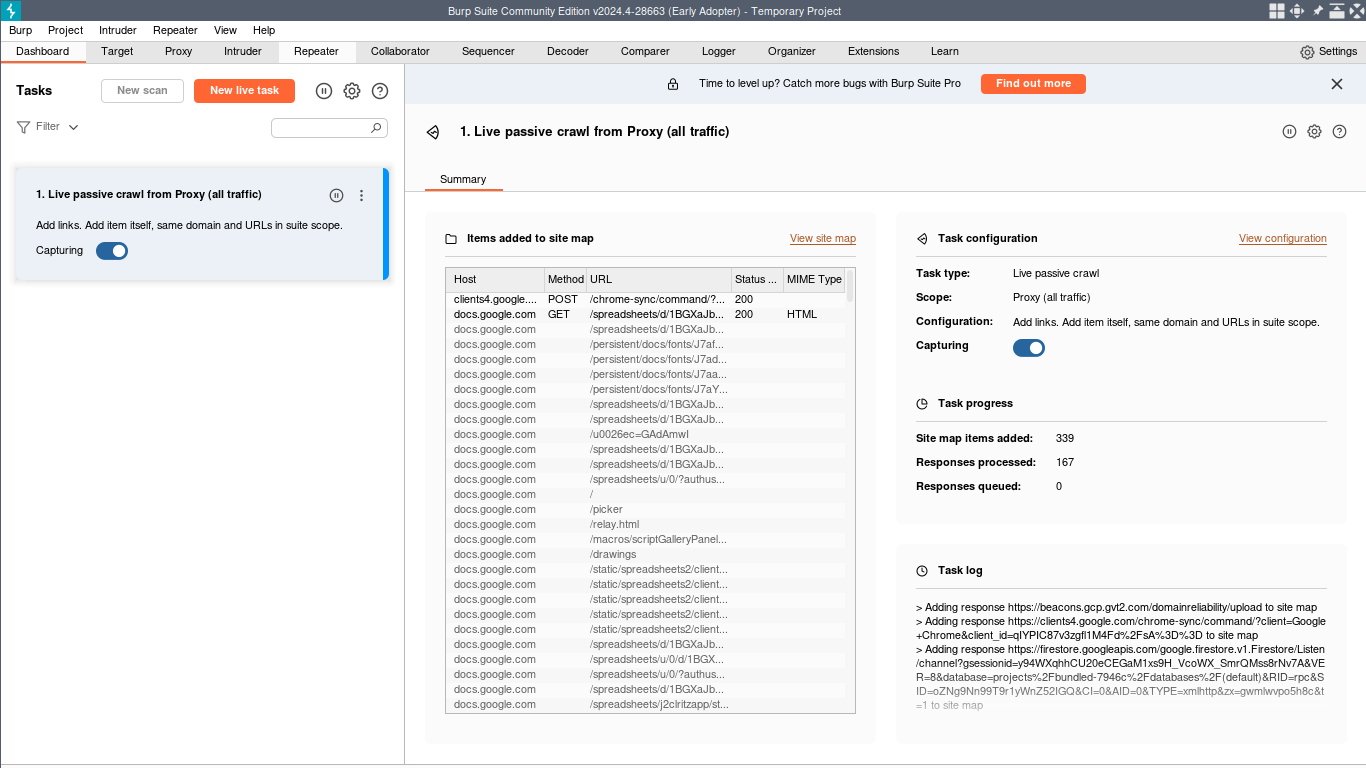 Burp Suite Community Edition v2024.4-28663 (Early Adopter) - Temporary Project
Burp Project Intruder Repeater View Help
Dashboard Target Proxy Intruder Repeater Collaborator Sequencer Decoder Comparer Logger Organizer Extensions Learn Settings
Tasks New scan New live task
Filter
1. Live passive crawl from Proxy (all traffic)
Add links. Add item itself, same domain and URLs in suite scope.
Capturing
Time to level up? Catch more bugs with Burp Suite Pro Find out more
1. Live passive crawl from Proxy (all traffic)
Summary
Items added to site map View site map
Host Method URL Status ... MIME Type
clients4.google.... POST /chrome-sync/command/?... 200
docs.google.com GET /spreadsheets/d/1BGXaJb... 200 HTML
docs.google.com /spreadsheets/d/1BGXaJb...
docs.google.com /persistent/docs/fonts/J7af...
docs.google.com /persistent/docs/fonts/J7ad...
docs.google.com /persistent/docs/fonts/J7aa...
docs.google.com /persistent/docs/fonts/J7aY...
docs.google.com /spreadsheets/d/1BGXaJb...
docs.google.com /spreadsheets/d/1BGXaJb...
docs.google.com /u0026ec=GAdAmwI
docs.google.com /spreadsheets/d/1BGXaJb...
docs.google.com /spreadsheets/d/1BGXaJb...
docs.google.com /spreadsheets/u/0/?authus...
docs.google.com /
docs.google.com /picker
docs.google.com /relay.html
docs.google.com /macros/scriptGalleryPanel...
docs.google.com /drawings
docs.google.com /static/spreadsheets2/client...
docs.google.com /static/spreadsheets2/client...
docs.google.com /static/spreadsheets2/client...
docs.google.com /static/spreadsheets2/client...
docs.google.com /static/spreadsheets2/client...
docs.google.com /spreadsheets/d/1BGXaJb...
docs.google.com /spreadsheets/u/0/d/1BGX...
docs.google.com /spreadsheets/u/0/?authus...
docs.google.com /spreadsheets/d/1BGXaJb...
docs.google.com /spreadsheets/j2clritzapp/st...
Task configuration View configuration
Task type: Live passive crawl
Scope: Proxy (all traffic)
Configuration: Add links. Add item itself, same domain and URLs in suite scope.
Capturing
Task progress
Site map items added: 339
Responses processed: 167
Responses queued: 0
Task log
> Adding response https://beacons.gcp.gvt2.com/domainreliability/upload to site map
> Adding response https://clients4.google.com/chrome-sync/command/?client=Google
+Chrome&client_id=qIYPIC87v3zgfl1M4Fd%2FsA%3D%3D to site map
> Adding response https://firestore.googleapis.com/google.firestore.v1.Firestore/Listen
/channel?gsessionid=y94WXqhhCU20eCEGaM1xs9H_VcoWX_SmrQMss8rNv7A&VE
R=8&database=projects%2Fbundled-7946c%2Fdatabases%2F(default)&RID=rpc&S
ID=oZNg9Nn99T9r1yWnZ52IGQ&CI=0&AID=0&TYPE=xmlhttp&zx=gwmlwvpo5h8c&t
=1 to site map